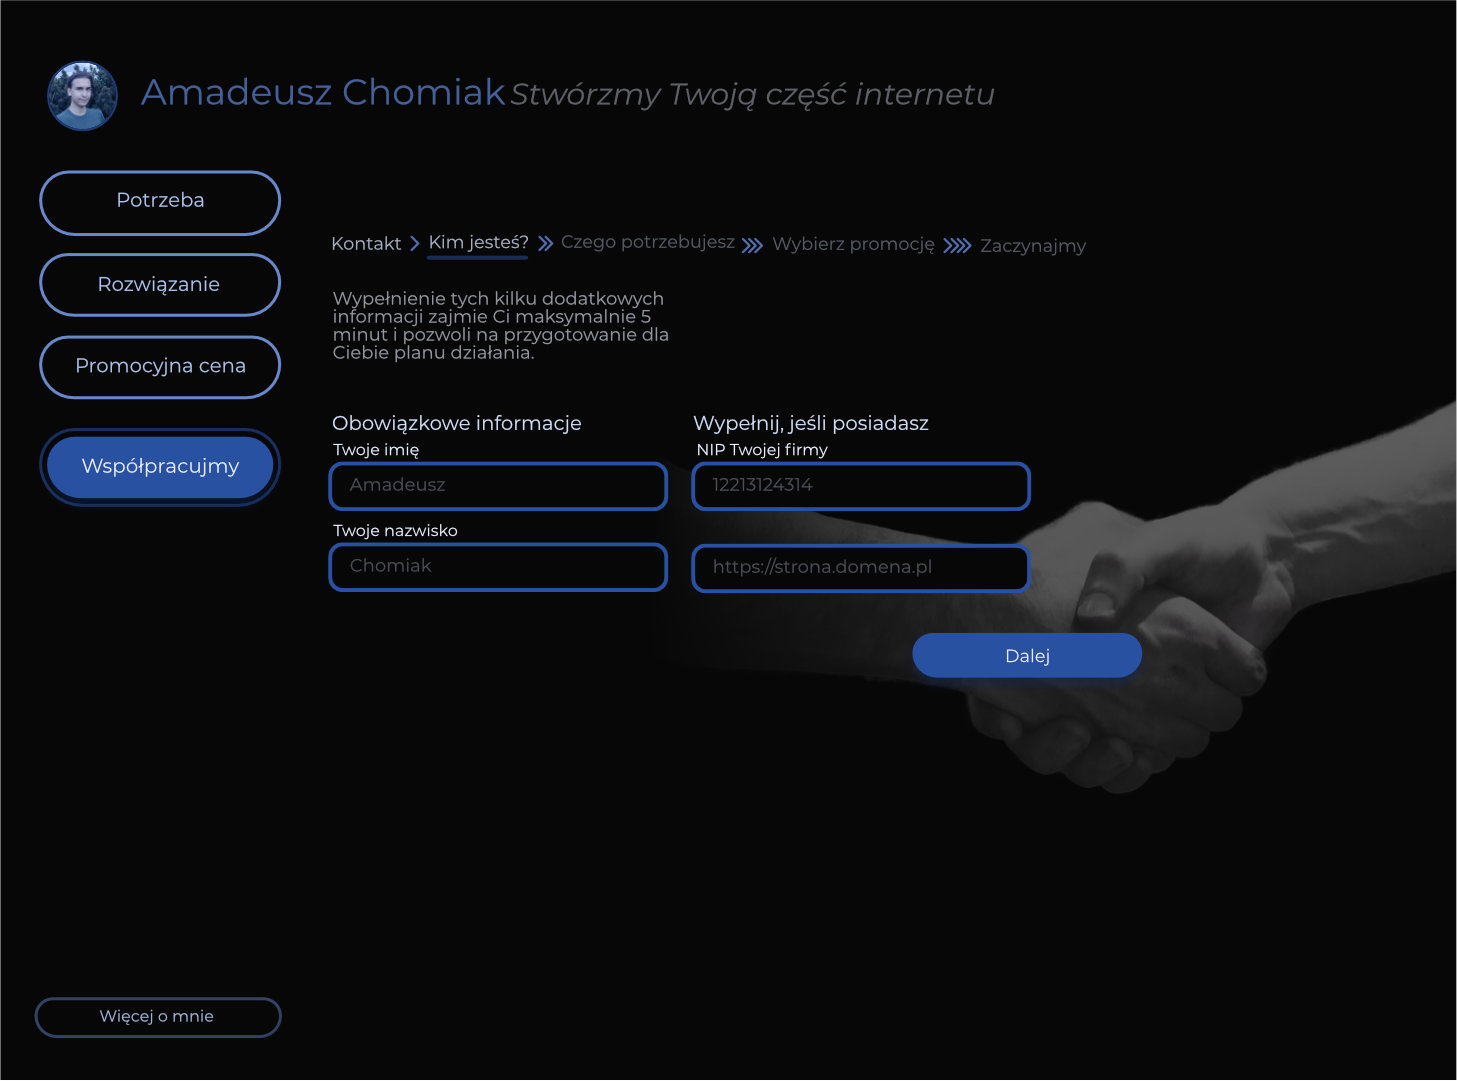 Amadeusz Chomiak Stwórzmy Twoją część internetu
Potrzeba
Rozwiązanie
Promocyjna cena
Współpracujmy
Kontakt Kim jesteś? Czego potrzebujesz Wybierz promocję Zaczynajmy
Wypełnienie tych kilku dodatkowych
informacji zajmie Ci maksymalnie 5
minut i pozwoli na przygotowanie dla
Ciebie planu działania.
Obowiązkowe informacje
Twoje imię
Amadeusz
Twoje nazwisko
Chomiak
Wypełnij, jeśli posiadasz
NIP Twojej firmy
12213124314
https://strona.domena.pl
Dalej
Więcej o mnie